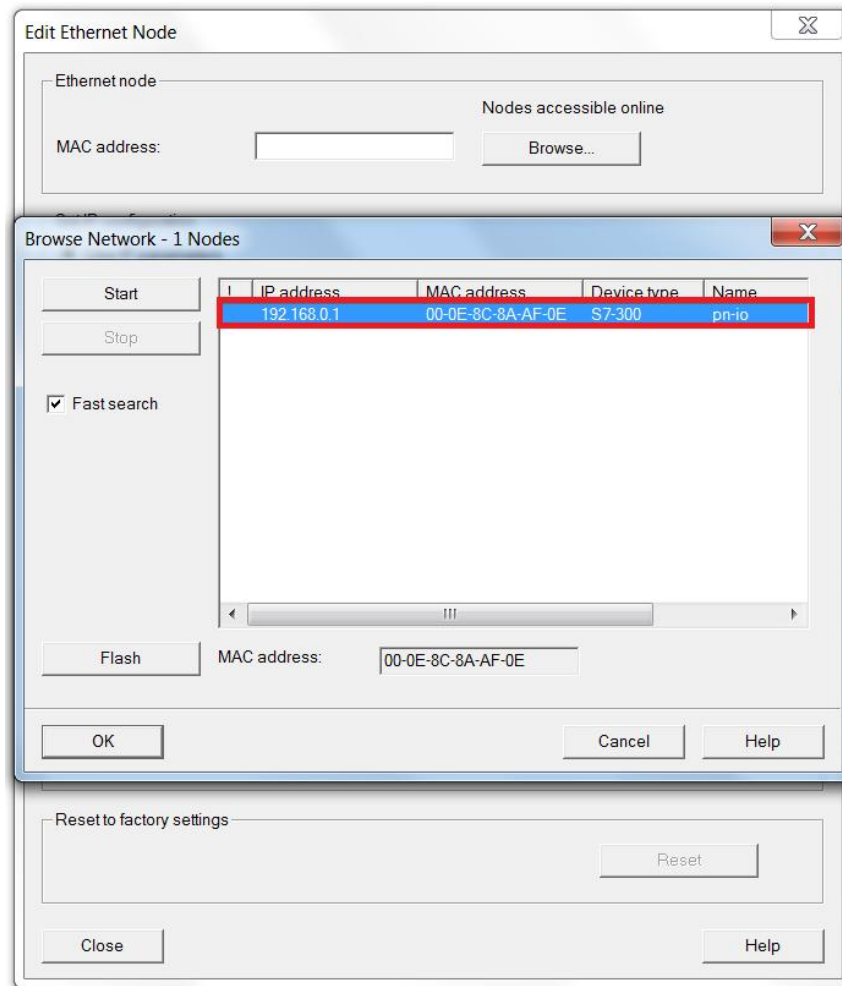 Edit Ethernet Node
Ethernet node
Nodes accessible online
MAC address:
Browse...
Browse Network - 1 Nodes
Start
Stop
Fast search
! IP address MAC address Device type Name
192.168.0.1 00-0E-8C-8A-AF-0E S7-300 pn-io
Flash
MAC address:
00-0E-8C-8A-AF-0E
OK
Cancel
Help
Reset to factory settings
Reset
Close
Help